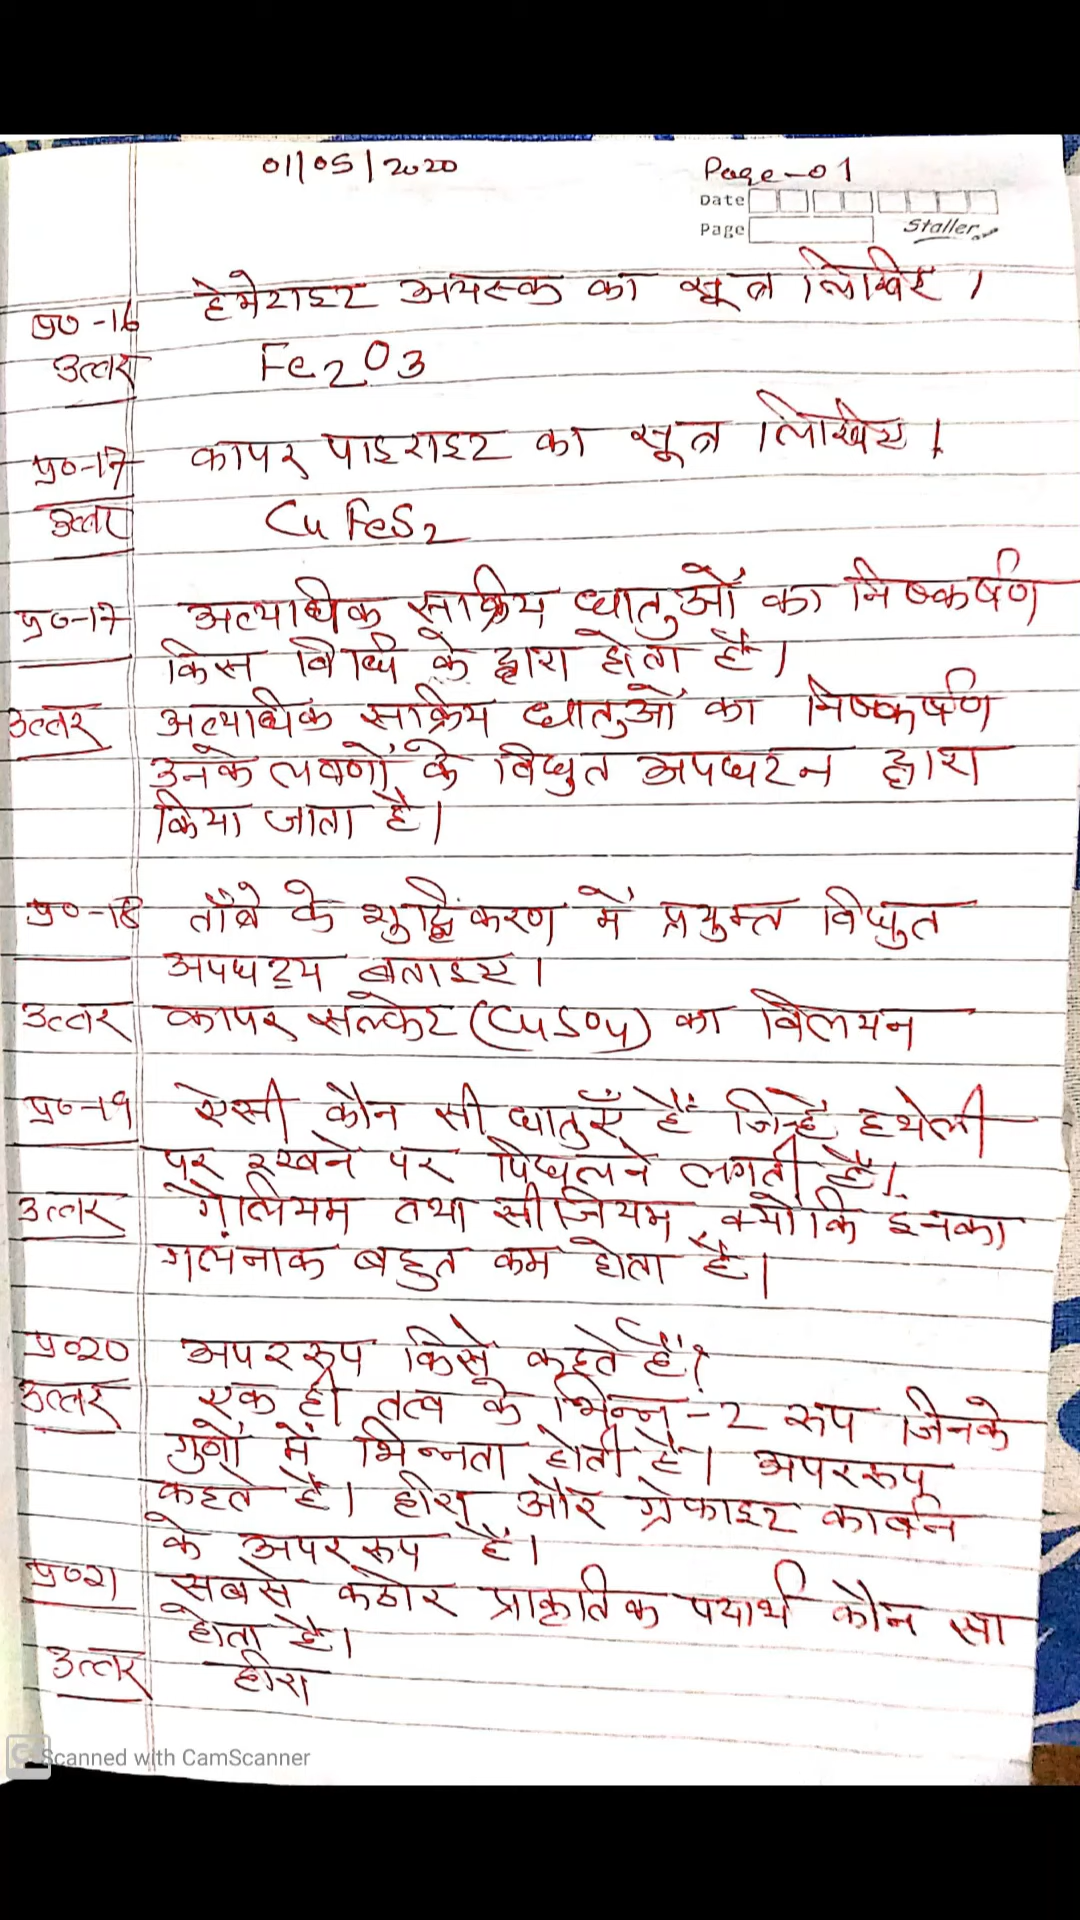 01/05/2020 Page-01
Date
Page Staller
प्र0-16 हेमेटाइट अयस्क का सूत्र लिखिए।
उत्तर Fe2O3
प्र0-17 कापर पाइराइट का सूत्र लिखिए।
उत्तर CuFeS2
प्र0-17 अत्याधिक सक्रिय धातुओं का निष्कर्षण
किस विधि के द्वारा होता है।
उत्तर अत्याधिक सक्रिय धातुओं का निष्कर्षण
उनके लवणों के विधुत अपघटन द्वारा
किया जाता है।
प्र0-18 ताँबे के शुद्धिकरण में प्रयुक्त विधुत
अपघट्य बताइए।
उत्तर कापर सल्फेट (CuSO4) का विलयन
प्र0-19 ऐसी कौन सी धातुएँ हैं जिन्हें हथेली
पर रखने पर पिघलने लगती हैं।
उत्तर गेलियम तथा सीजियम क्योंकि इनका
गलनांक बहुत कम होता है।
प्र020 अपररूप किसे कहते हैं?
उत्तर एक ही तत्व के भिन्न-2 रूप जिनके
गुणों में भिन्नता होती है। अपररूप
कहते हैं। हीरा और ग्रेफाइट कार्बन
के अपररूप हैं।
प्र021 सबसे कठोर प्राकृतिक पदार्थ कौन सा
होता है।
उत्तर हीरा
Scanned with CamScanner